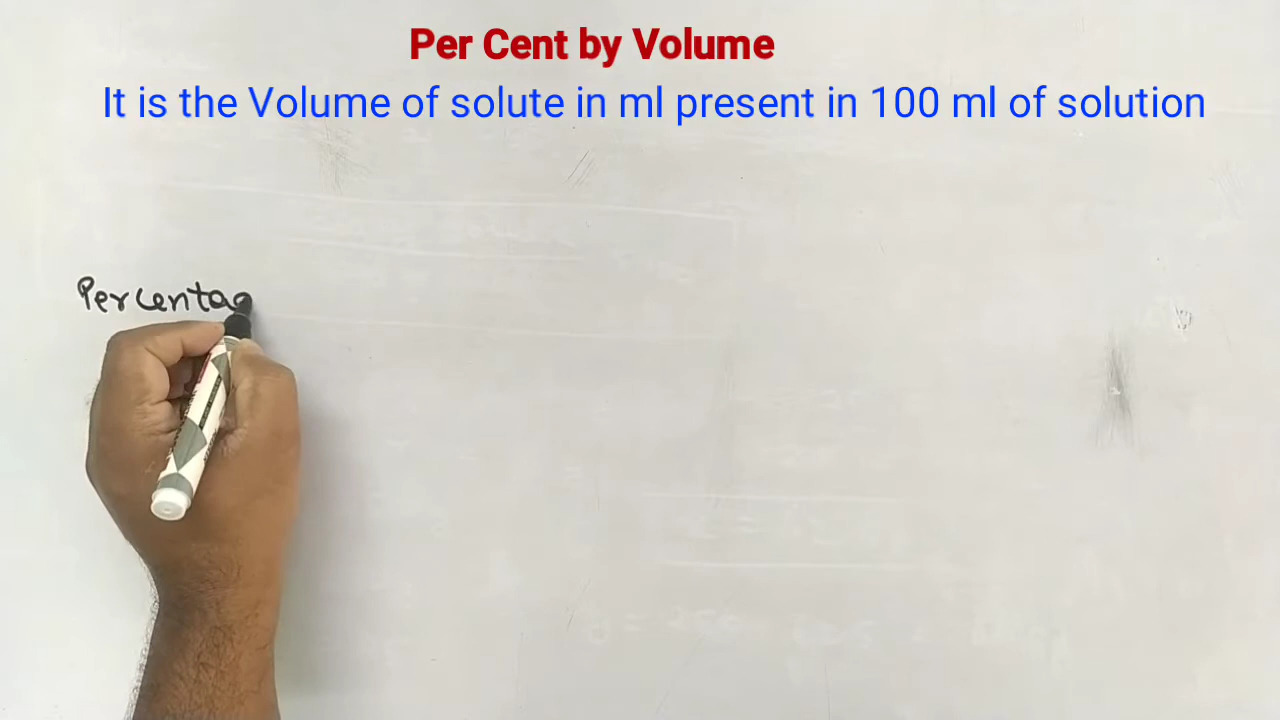 Per Cent by Volume
It is the Volume of solute in ml present in 100 ml of solution
Percentag